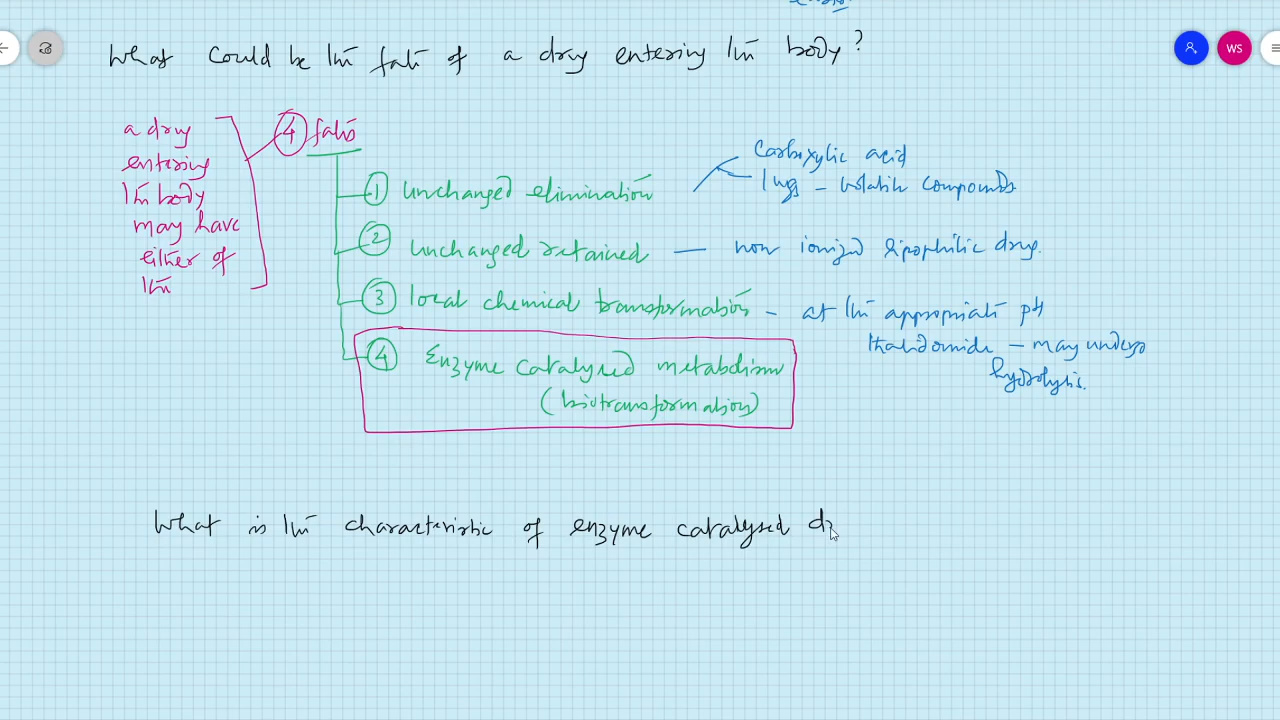 What could be the fate of a drug entering the body?
a drug
entering
the body
may have
either of
the
4 fates
1 unchanged elimination
Carboxylic acid
lungs - volatile compounds
2 unchanged retained — non ionized lipophilic drug.
3 local chemical transformation - at the appropriate pH
thalidomide - may undergo
hydrolysis.
4 Enzyme catalysed metabolism
(biotransformation)
What is the characteristic of enzyme catalysed
WS